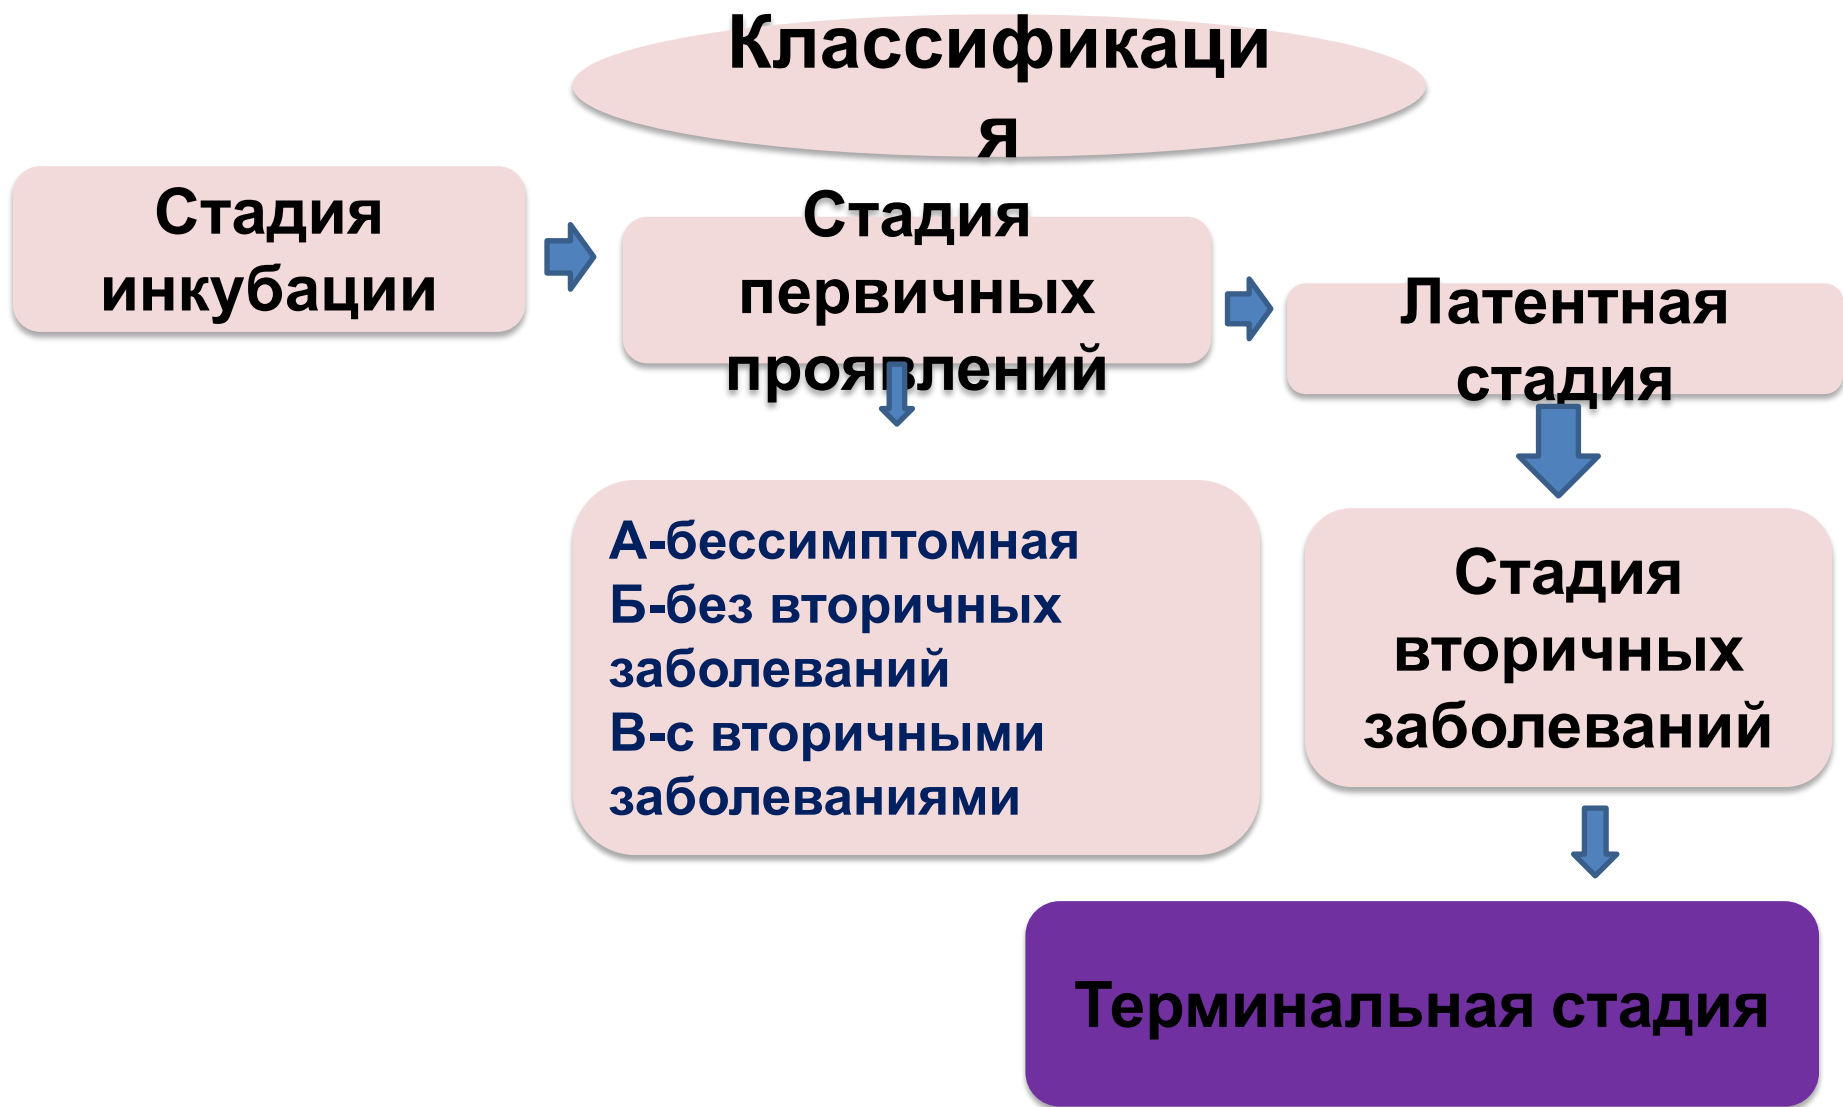 Классификаци
я
Стадия
инкубации
Стадия
первичных
проявлений
Латентная
стадия
А-бессимптомная
Б-без вторичных
заболеваний
В-с вторичными
заболеваниями
Стадия
вторичных
заболеваний
Терминальная стадия